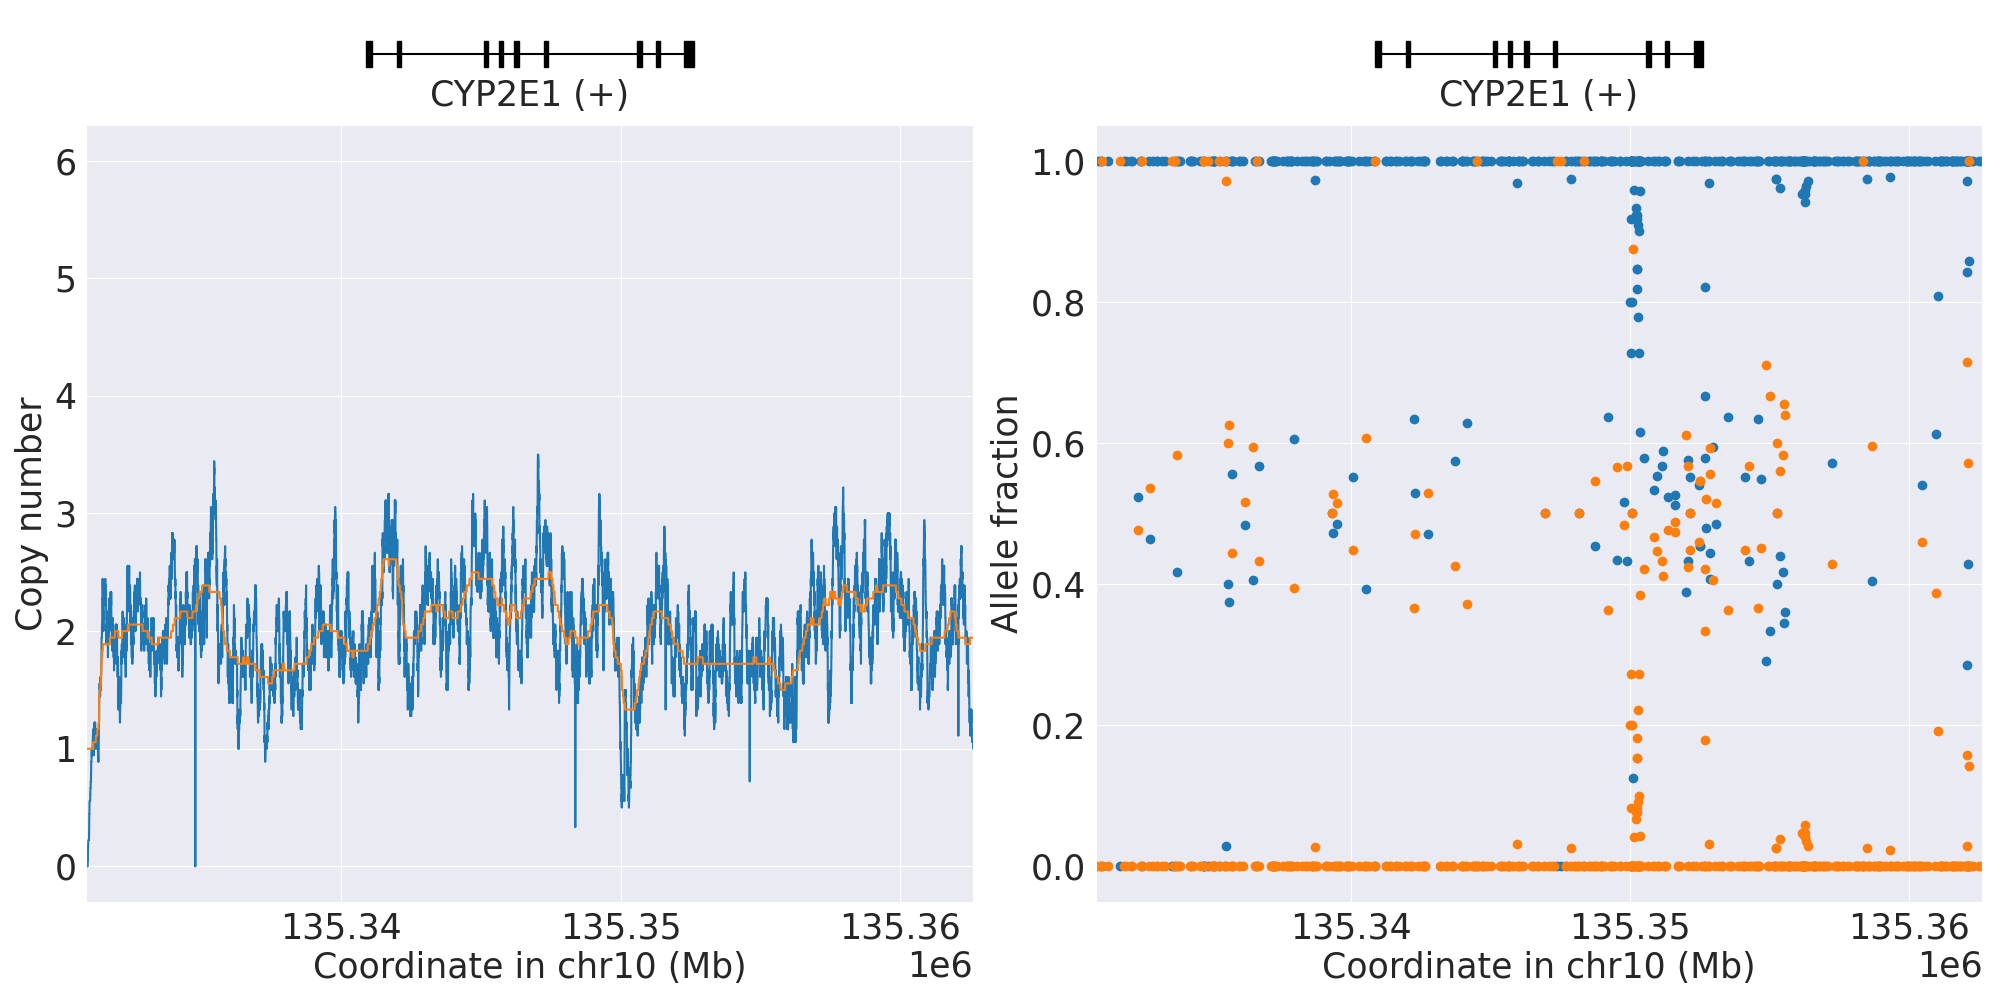 CYP2E1 (+)
6
5
4
3
2
1
0
Copy number
135.34 135.35 135.36
Coordinate in chr10 (Mb)
1e6
CYP2E1 (+)
1.0
0.8
0.6
0.4
0.2
0.0
Allele fraction
135.34 135.35 135.36
Coordinate in chr10 (Mb)
1e6